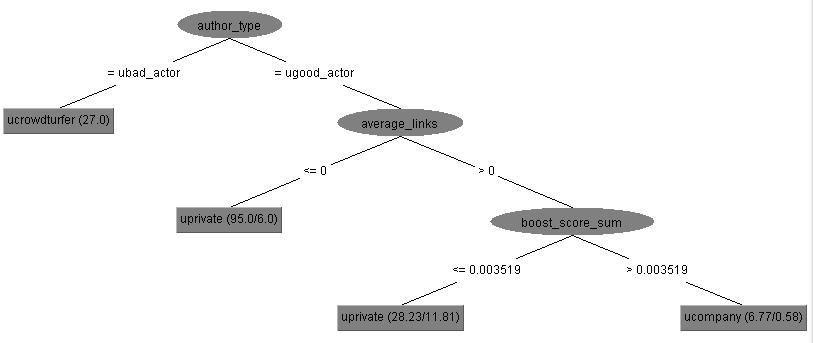 author_type
= ubad_actor
= ugood_actor
ucrowdturfer (27.0)
average_links
<= 0
> 0
uprivate (95.0/6.0)
boost_score_sum
<= 0.003519
> 0.003519
uprivate (28.23/11.81)
ucompany (6.77/0.58)